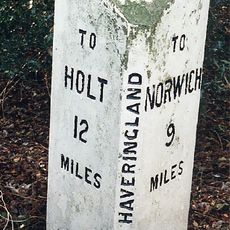 TO
HOLT
12
MILES
HAVERINGLAND
TO
NORWICH
9
MILES